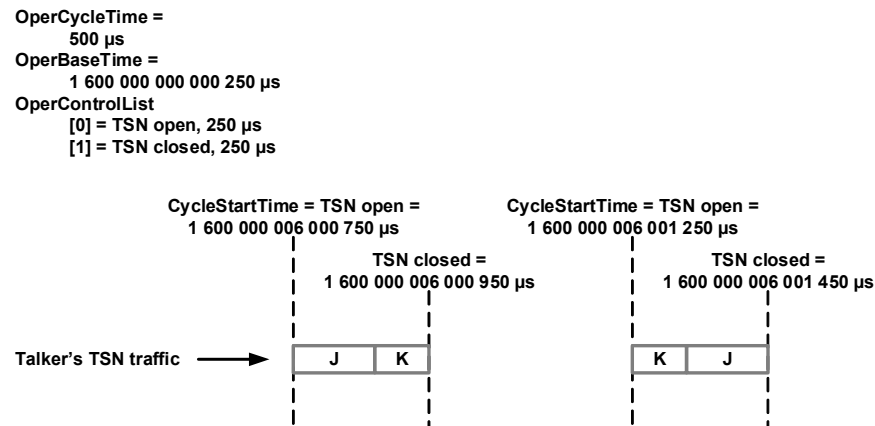 OperCycleTime =
500 µs
OperBaseTime =
1 600 000 000 000 250 µs
OperControlList
[0] = TSN open, 250 µs
[1] = TSN closed, 250 µs
CycleStartTime = TSN open =
1 600 000 006 000 750 µs
CycleStartTime = TSN open =
1 600 000 006 001 250 µs
TSN closed =
1 600 000 006 000 950 µs
TSN closed =
1 600 000 006 001 450 µs
Talker's TSN traffic
J K
K J